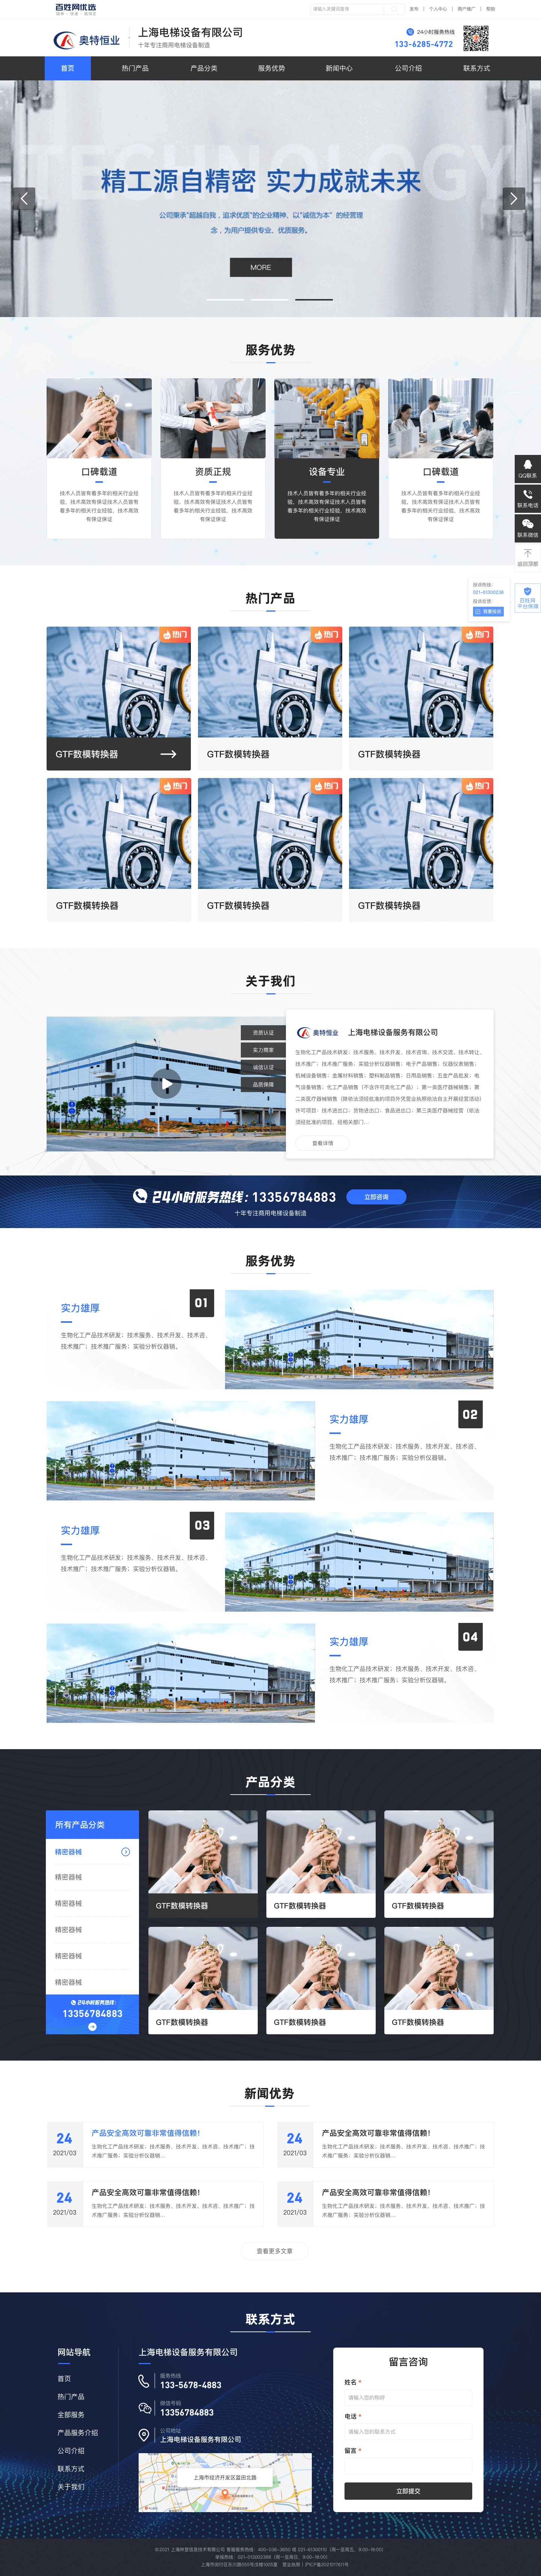 百姓网优选
请输入关键词查询
发布 | 个人中心 | 商户推广 | 帮助
奥特恒业
上海电梯设备有限公司
十年专注商用电梯设备制造
24小时服务热线
133-6285-4772
首页
热门产品
产品分类
服务优势
新闻中心
公司介绍
联系方式
TECHNOLOGY
精工源自精密 实力成就未来
公司秉承"超越自我，追求优质"的企业精神、以"诚信为本" 的经营理
念，为用户提供专业、优质服务。
MORE
QQ联系
联系电话
联系微信
返回顶部
021-61300238
百姓网
平台保障
服务优势
口碑载道
技术人员皆有着多年的相关行业经
验、技术高效有保证技术人员皆有
着多年的相关行业经验、技术高效
有保证保证
资质正规
技术人员皆有着多年的相关行业经
验、技术高效有保证技术人员皆有
着多年的相关行业经验、技术高效
有保证保证
设备专业
技术人员皆有着多年的相关行业经
验、技术高效有保证技术人员皆有
着多年的相关行业经验、技术高效
有保证保证
口碑载道
技术人员皆有着多年的相关行业经
验、技术高效有保证技术人员皆有
着多年的相关行业经验、技术高效
有保证保证
热门产品
热门
热门
热门
GTF数模转换器
GTF数模转换器
GTF数模转换器
热门
热门
热门
GTF数模转换器
GTF数模转换器
GTF数模转换器
关于我们
资质认证
实力商家
诚信认证
品质保障
奥特恒业
上海电梯设备服务有限公司
生物化工产品技术研发；技术服务、技术开发、技术咨询、技术交流、技术转让、
技术推广；技术推广服务；实验分析仪器销售；电子产品销售；仪器仪表销售；
机械设备销售；金属材料销售；塑料制品销售；日用品销售；五金产品批发；电
气设备销售；化工产品销售（不含许可类化工产品）；第一类医疗器械销售；第
二类医疗器械销售（除依法须经批准的项目外凭营业执照依法自主开展经营活动）
许可项目：技术进出口；货物进出口；食品进出口；第三类医疗器械经营（依法
须经批准的项目，经相关部门...
查看详情
24小时服务热线: 13356784883
立即咨询
十年专注商用电梯设备制造
服务优势
01
实力雄厚
生物化工产品技术研发；技术服务、技术开发、技术咨、
技术推广；技术推广服务；实验分析仪器销。
02
实力雄厚
生物化工产品技术研发；技术服务、技术开发、技术咨、
技术推广；技术推广服务；实验分析仪器销。
03
实力雄厚
生物化工产品技术研发；技术服务、技术开发、技术咨、
技术推广；技术推广服务；实验分析仪器销。
04
实力雄厚
生物化工产品技术研发；技术服务、技术开发、技术咨、
技术推广；技术推广服务；实验分析仪器销。
产品分类
所有产品分类
精密器械
精密器械
精密器械
精密器械
精密器械
精密器械
24小时服务热线:
13356784883
GTF数模转换器
GTF数模转换器
GTF数模转换器
GTF数模转换器
GTF数模转换器
GTF数模转换器
新闻优势
24
2021/03
产品安全高效可靠非常值得信赖！
生物化工产品技术研发；技术服务、技术开发、技术咨、技术推广；技
术推广服务；实验分析仪器销...
24
2021/03
产品安全高效可靠非常值得信赖！
生物化工产品技术研发；技术服务、技术开发、技术咨、技术推广；技
术推广服务；实验分析仪器销...
24
2021/03
产品安全高效可靠非常值得信赖！
生物化工产品技术研发；技术服务、技术开发、技术咨、技术推广；技
术推广服务；实验分析仪器销...
24
2021/03
产品安全高效可靠非常值得信赖！
生物化工产品技术研发；技术服务、技术开发、技术咨、技术推广；技
术推广服务；实验分析仪器销...
查看更多文章
联系方式
网站导航
首页
热门产品
全部服务
产品服务介绍
公司介绍
联系方式
关于我们
上海电梯设备服务有限公司
服务热线
133-5678-4883
微信号码
13356784883
公司地址
上海电梯设备服务有限公司
上海市经济开发区蓝田北路
留言咨询
姓名 *
请输入您的称呼
电话 *
请输入您的联系方式
留言 *
立即提交